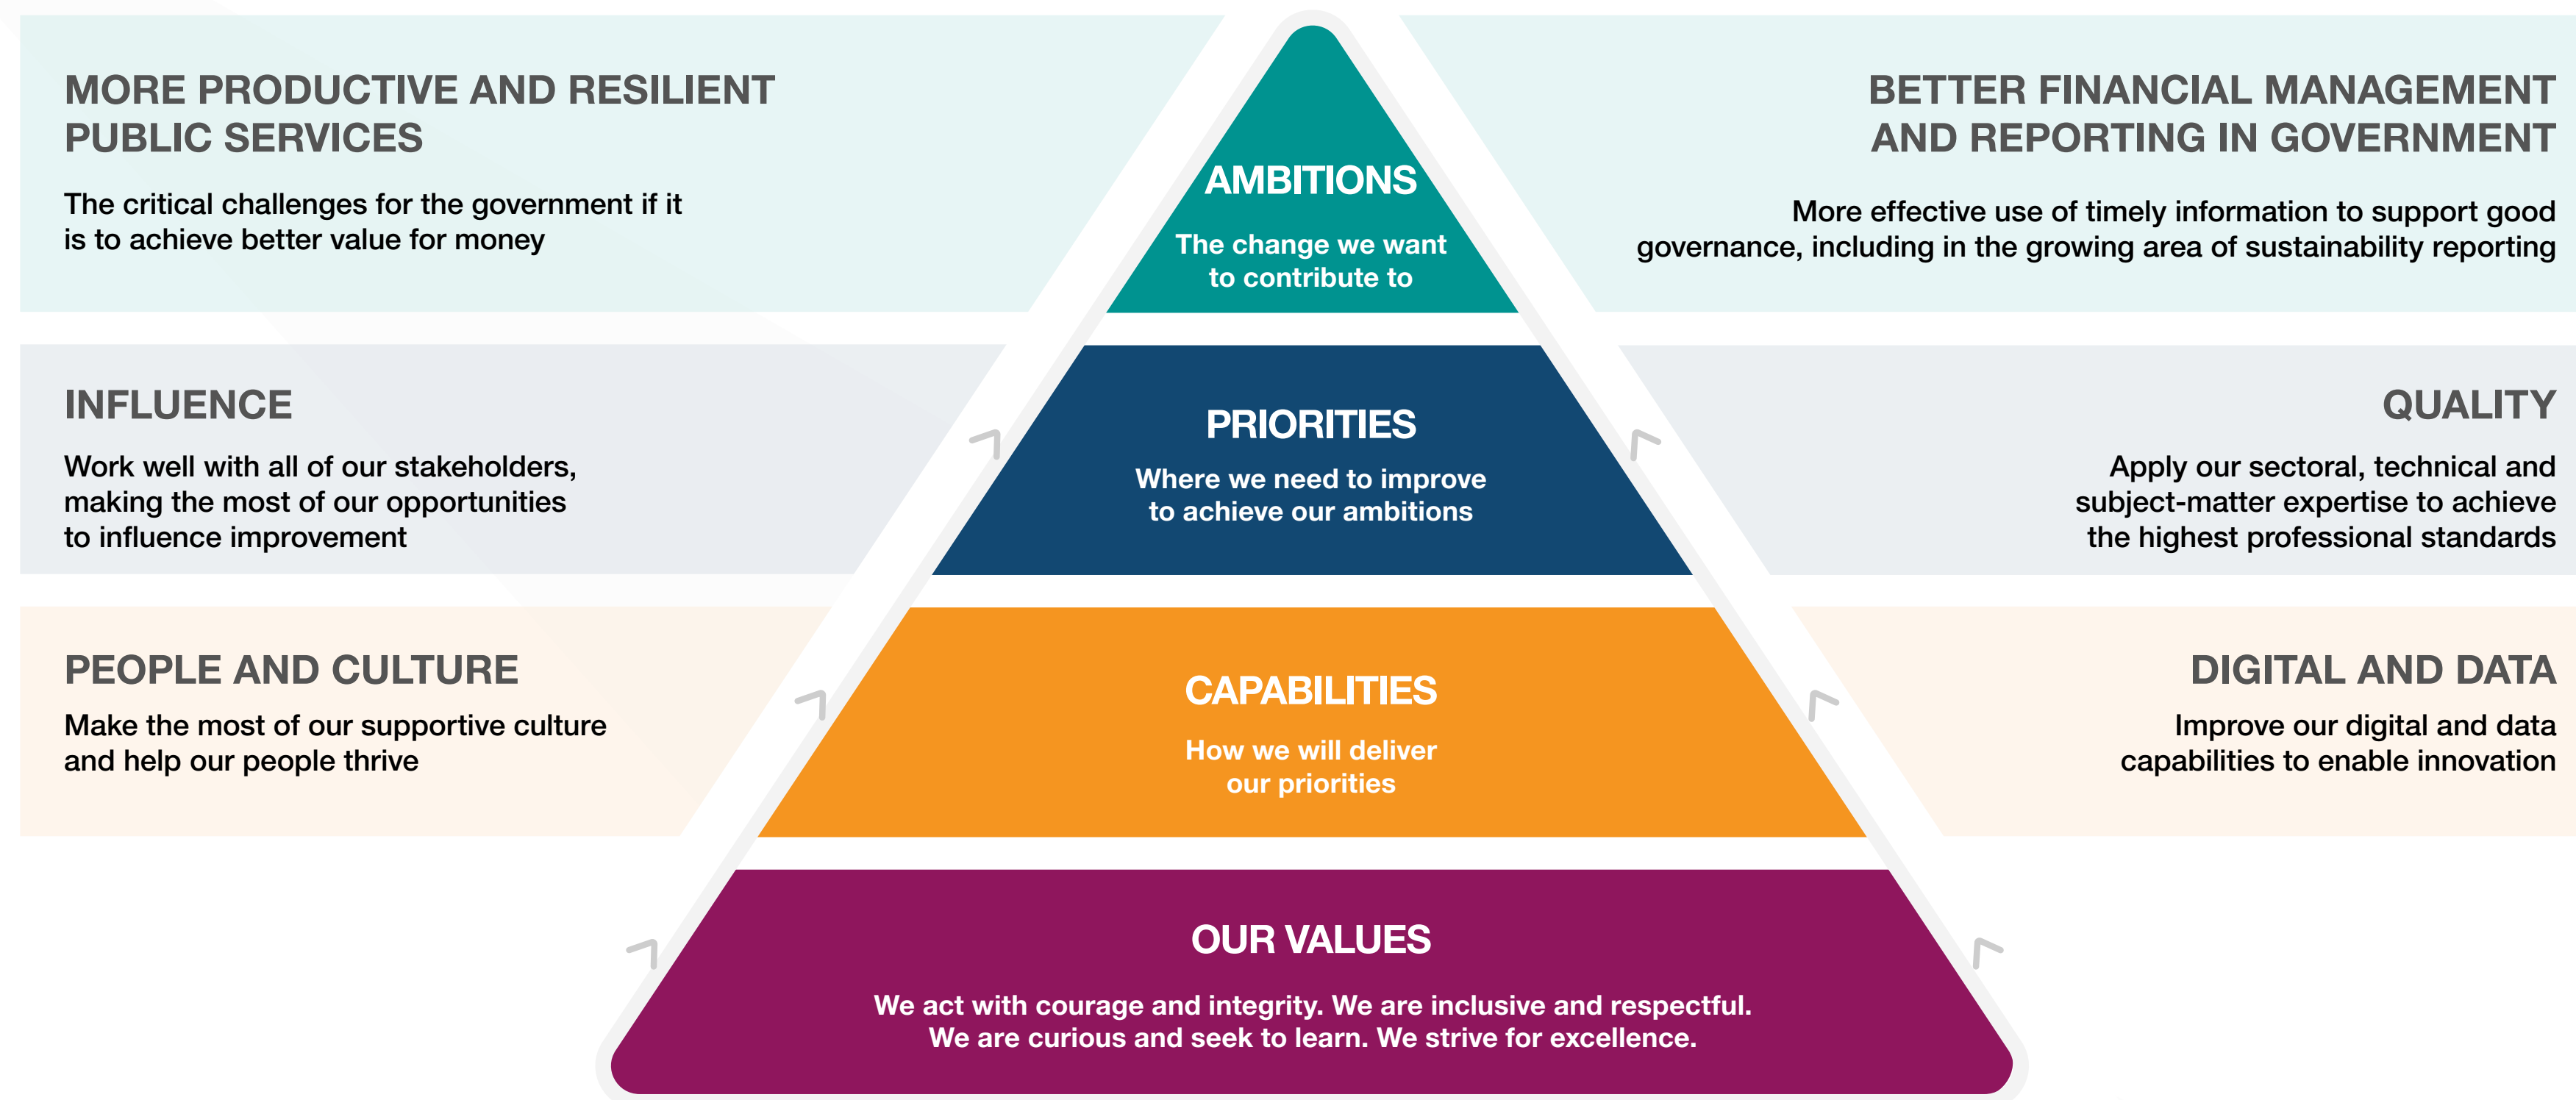 MORE PRODUCTIVE AND RESILIENT
PUBLIC SERVICES
The critical challenges for the government if it
is to achieve better value for money
AMBITIONS
The change we want
to contribute to
BETTER FINANCIAL MANAGEMENT
AND REPORTING IN GOVERNMENT
More effective use of timely information to support good
governance, including in the growing area of sustainability reporting
INFLUENCE
Work well with all of our stakeholders,
making the most of our opportunities
to influence improvement
PRIORITIES
Where we need to improve
to achieve our ambitions
QUALITY
Apply our sectoral, technical and
subject-matter expertise to achieve
the highest professional standards
PEOPLE AND CULTURE
Make the most of our supportive culture
and help our people thrive
CAPABILITIES
How we will deliver
our priorities
DIGITAL AND DATA
Improve our digital and data
capabilities to enable innovation
OUR VALUES
We act with courage and integrity. We are inclusive and respectful.
We are curious and seek to learn. We strive for excellence.